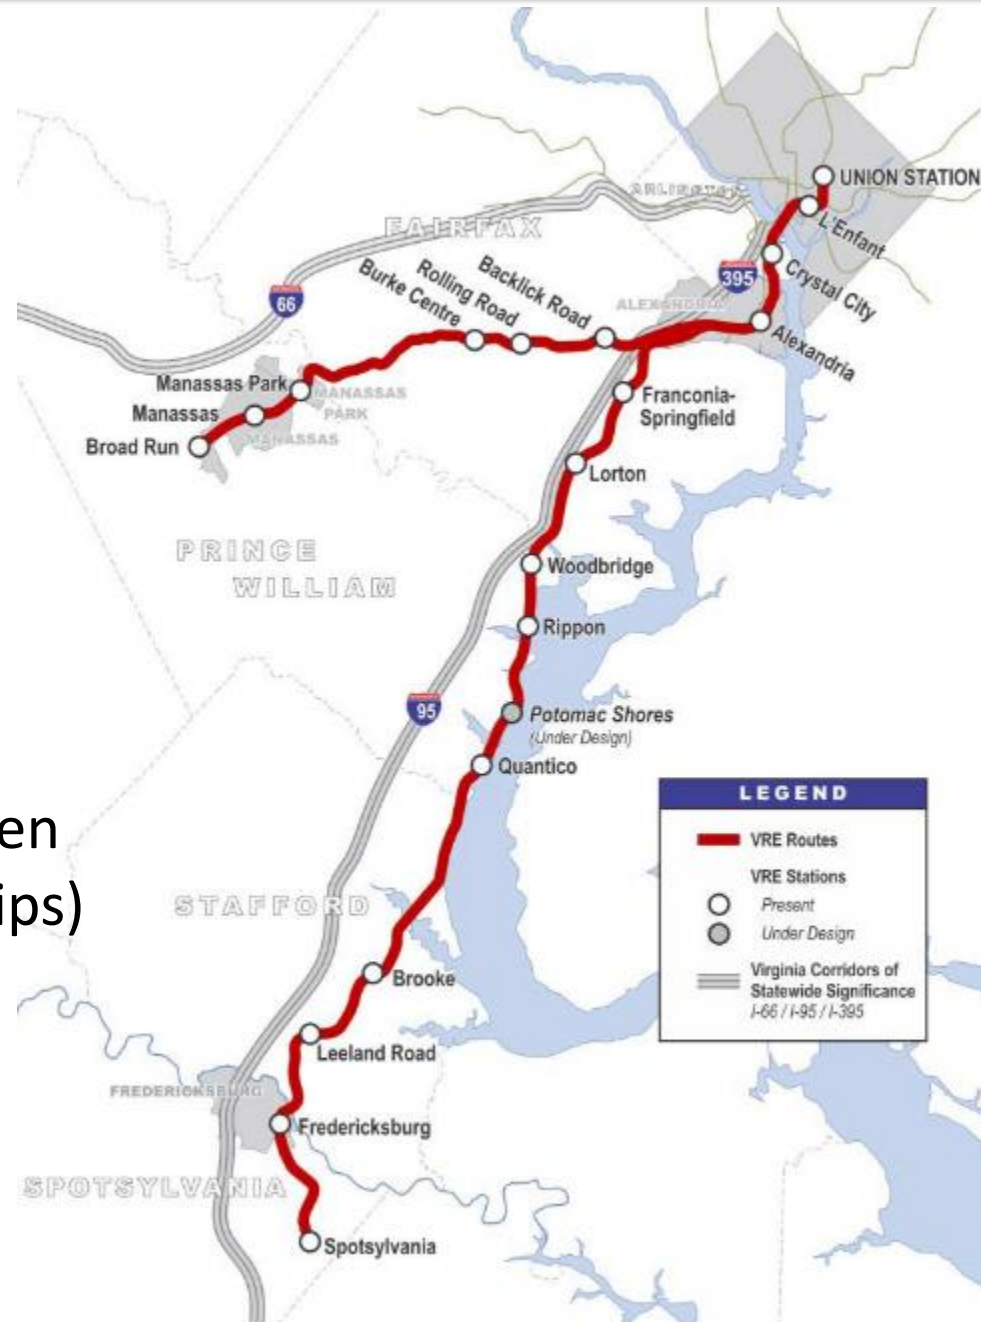 UNION STATION
L'Enfant
Crystal City
Alexandria
ARLINGTON
FAIRFAX
395
66
Backlick Road
Rolling Road
Burke Centre
ALEXANDRIA
Manassas Park
MANASSAS
PARK
Manassas
MANASSAS
Broad Run
Franconia-
Springfield
Lorton
PRINCE
WILLIAM
Woodbridge
Rippon
95
Potomac Shores
(Under Design)
Quantico
en
ips)
STAFFORD
Brooke
Leeland Road
FREDERICKSBURG
Fredericksburg
SPOTSYLVANIA
Spotsylvania
LEGEND
VRE Routes
VRE Stations
Present
Under Design
Virginia Corridors of
Statewide Significance
I-66 / I-95 / I-395